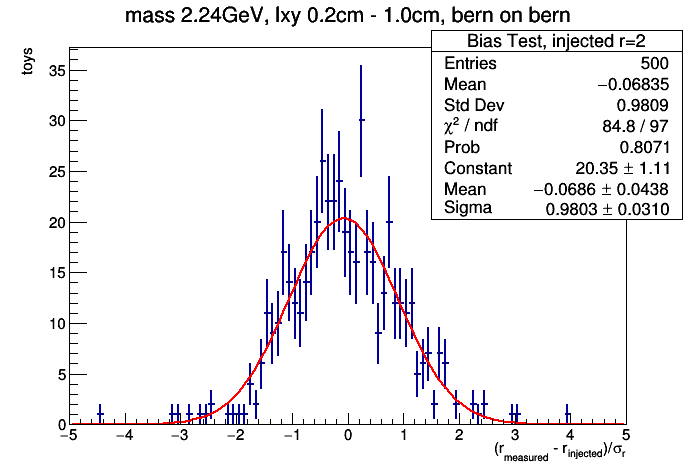 mass 2.24GeV, lxy 0.2cm - 1.0cm, bern on bern
Bias Test, injected r=2
Entries 500
Mean −0.06835
Std Dev 0.9809
χ² / ndf 84.8 / 97
Prob 0.8071
Constant 20.35 ± 1.11
Mean −0.0686 ± 0.0438
Sigma 0.9803 ± 0.0310
toys
35
30
25
20
15
10
5
0
−5 −4 −3 −2 −1 0 1 2 3 4 5
(r_measured - r_injected)/σ_r